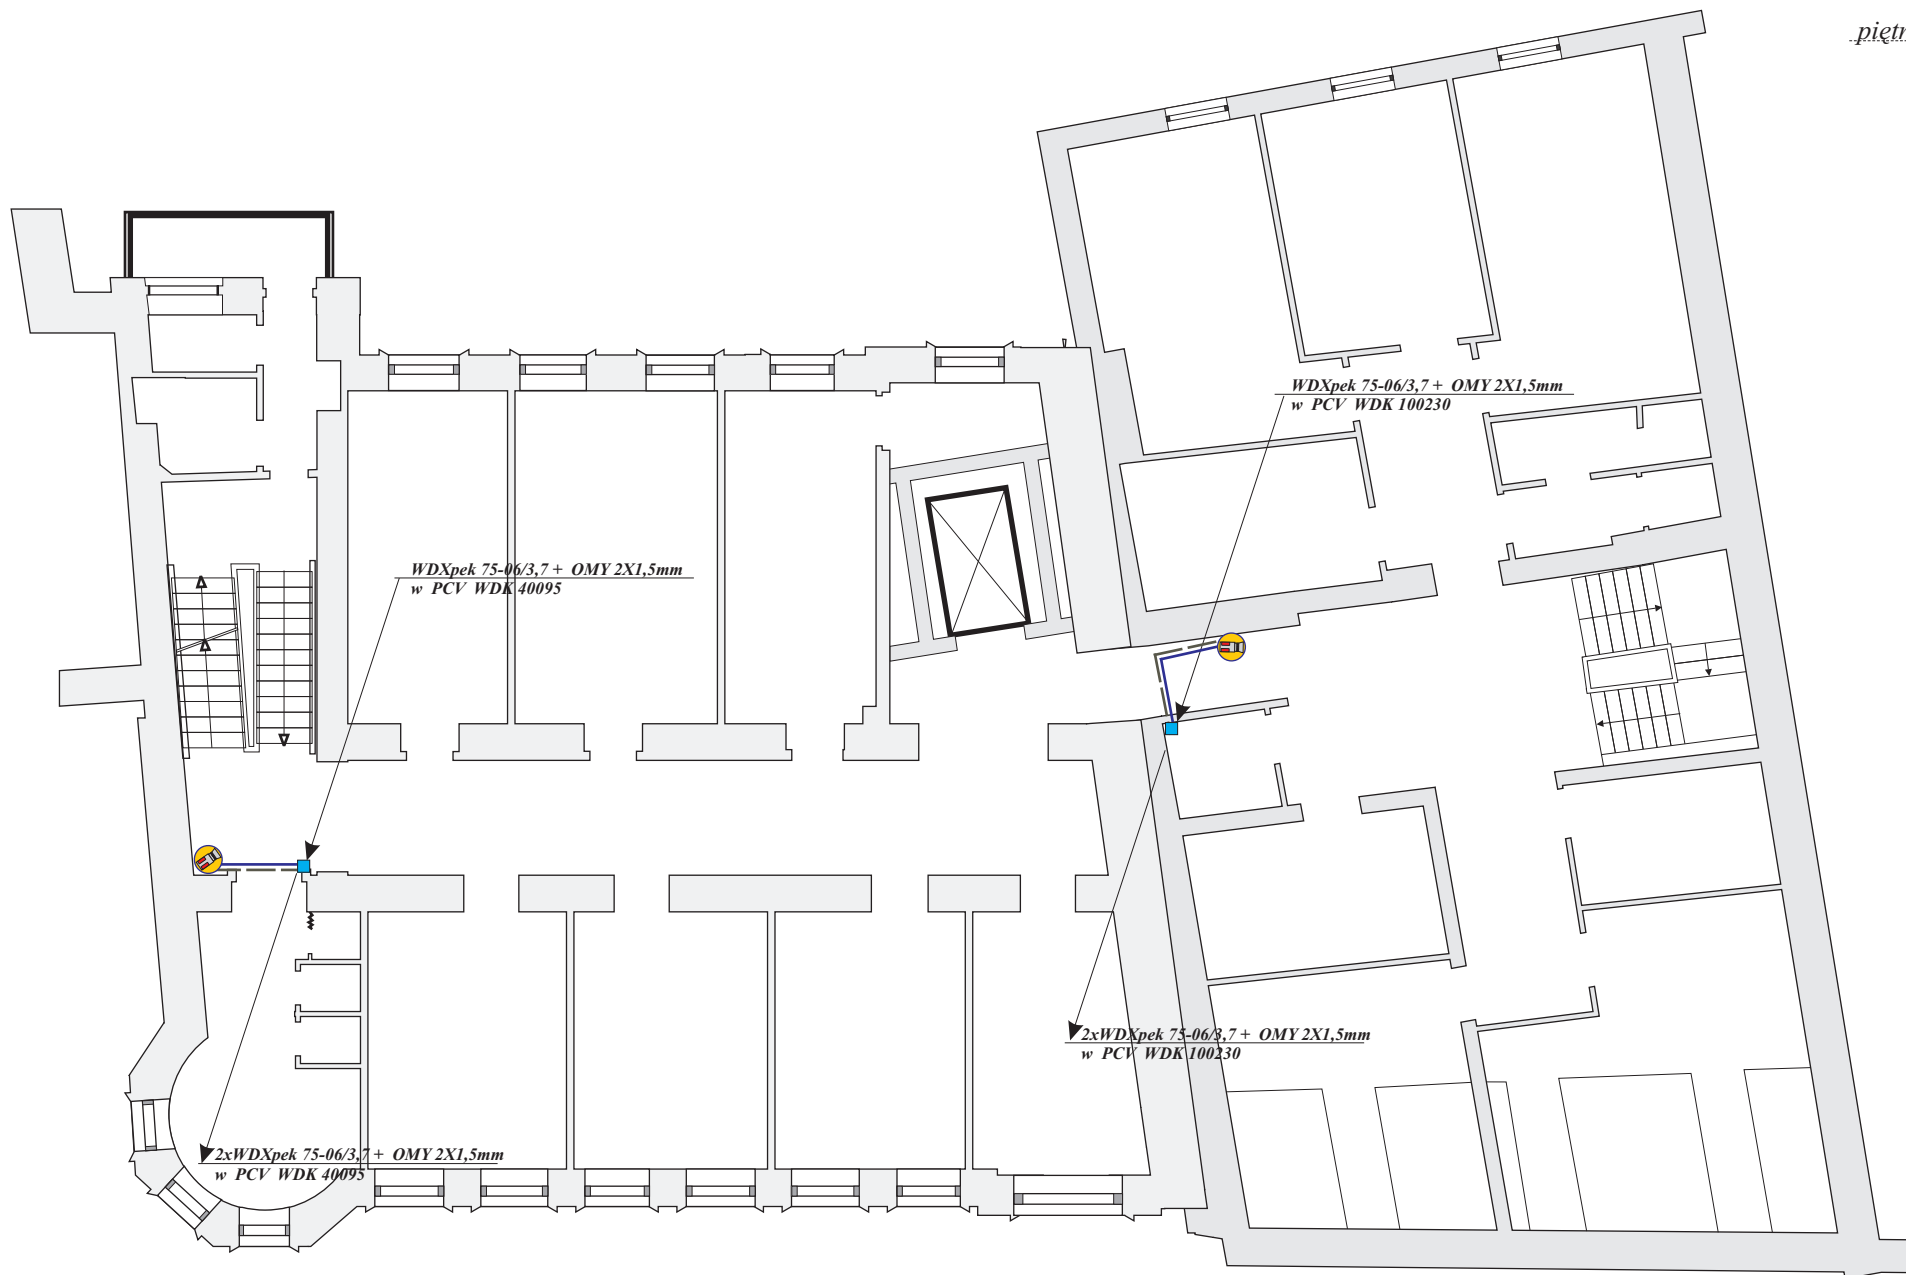 piętr
WDXpek 75-06/3,7 + OMY 2X1,5mm
w PCV WDK 100230
WDXpek 75-06/3,7 + OMY 2X1,5mm
w PCV WDK 40095
2xWDXpek 75-06/3,7 + OMY 2X1,5mm
w PCV WDK 100230
2xWDXpek 75-06/3,7 + OMY 2X1,5mm
w PCV WDK 40095